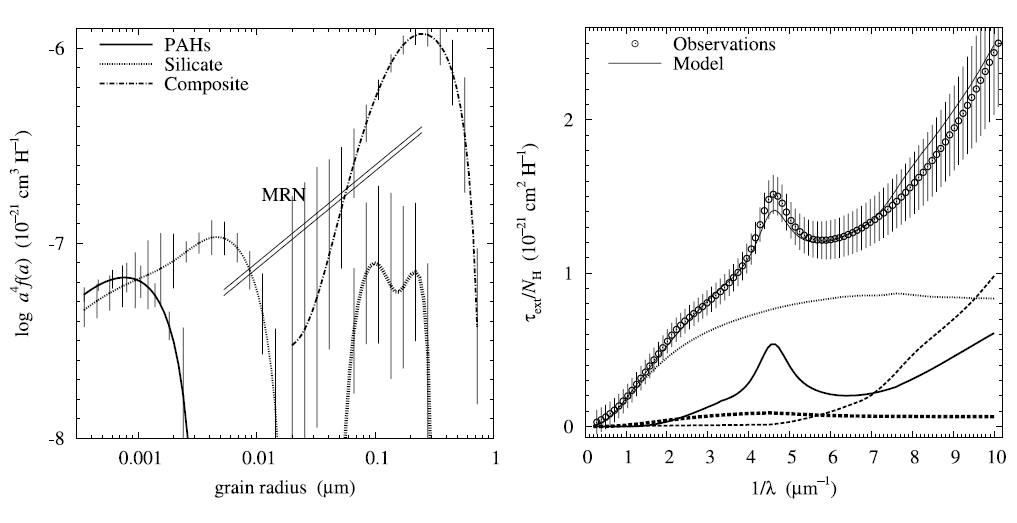 PAHs
Silicate
Composite
MRN
-6
-7
-8
0.001
0.01
0.1
1
grain radius (μm)
log a⁴f(a) (10⁻²¹ cm³ H⁻¹)
Observations
Model
2
1
0
0 1 2 3 4 5 6 7 8 9 10
1/λ (μm⁻¹)
τext/NH (10⁻²¹ cm² H⁻¹)